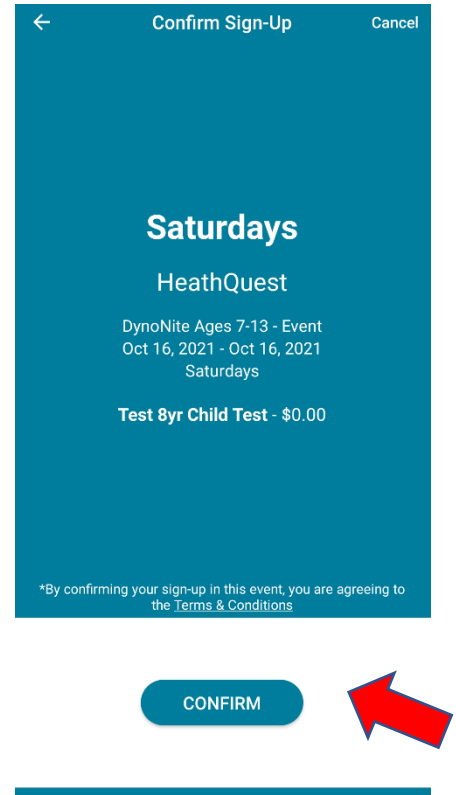 Confirm Sign-Up
Cancel
Saturdays
HeathQuest
DynoNite Ages 7-13 - Event
Oct 16, 2021 - Oct 16, 2021
Saturdays
Test 8yr Child Test - $0.00
*By confirming your sign-up in this event, you are agreeing to
the Terms & Conditions
CONFIRM